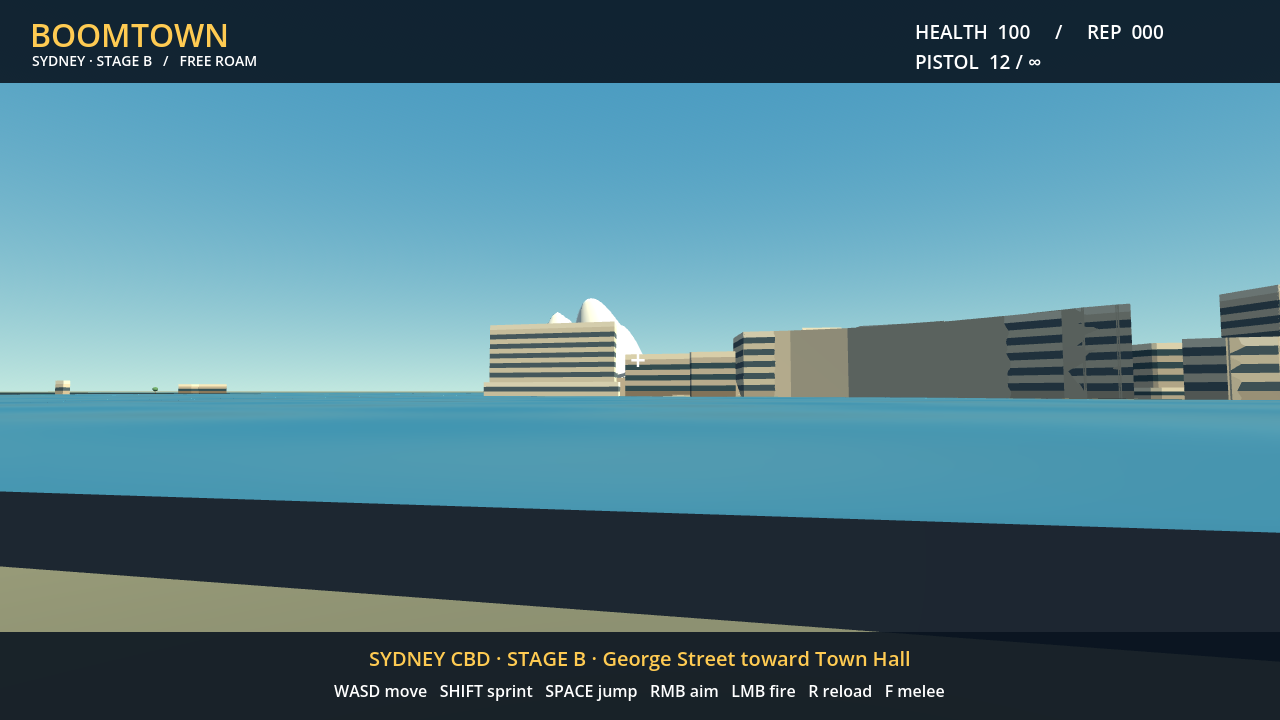 BOOMTOWN
SYDNEY · STAGE B / FREE ROAM
HEALTH 100 / REP 000
PISTOL 12 / ∞
SYDNEY CBD · STAGE B · George Street toward Town Hall
WASD move SHIFT sprint SPACE jump RMB aim LMB fire R reload F melee